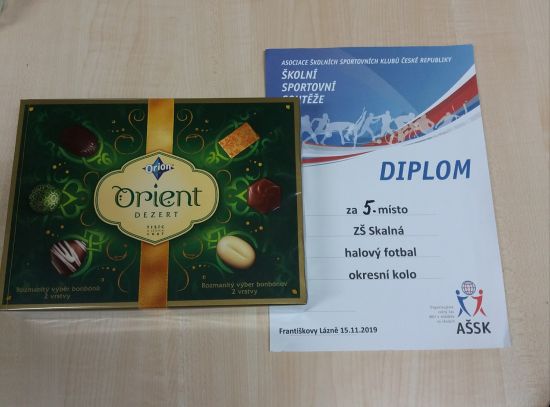 Orion
Orient
DEZERT
Rozmanitý výber bonbónov
2 vrstvy
Rozmanitý výběr bonbonů
2 vrstvy
ASOCIACE ŠKOLNÍCH SPORTOVNÍCH KLUBŮ ČESKÉ REPUBLIKY
ŠKOLNÍ
SPORTOVNÍ
SOUTĚŽE
DIPLOM
za 5. místo
ZŠ Skalná
halový fotbal
okresní kolo
AŠSK
Františkovy Lázně 15.11.2019